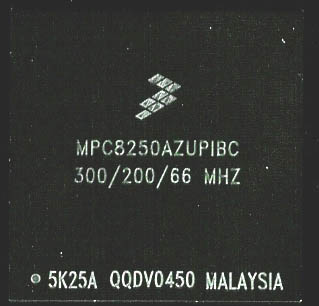 MPC8250AZUPIBC
300/200/66 MHZ
5K25A QQDV0450 MALAYSIA